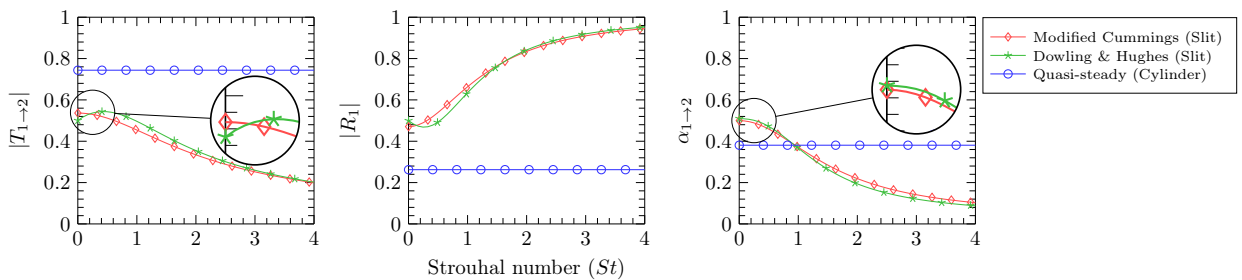 |T1→2|
1
0.8
0.6
0.4
0.2
0
0 1 2 3 4
|R1|
1
0.8
0.6
0.4
0.2
0
0 1 2 3 4
Strouhal number (St)
α1→2
1
0.8
0.6
0.4
0.2
0
0 1 2 3 4
Modified Cummings (Slit)
Dowling & Hughes (Slit)
Quasi-steady (Cylinder)